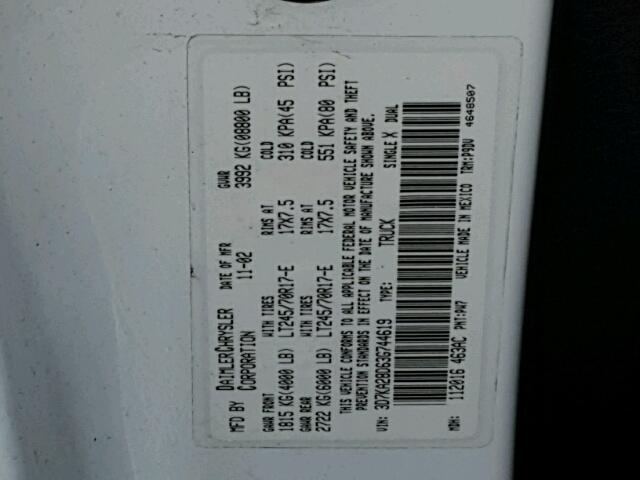 MFD BY DAIMLERCHRYSLER CORPORATION DATE OF MFR 11-02 GVWR 3992 KG(08800 LB)
GAWR FRONT WITH TIRES RIMS AT COLD
1815 KG(4000 LB) LT245/70R17-E 17X7.5 310 KPA(45 PSI)
GAWR REAR WITH TIRES RIMS AT COLD
2722 KG(6000 LB) LT245/70R17-E 17X7.5 551 KPA(80 PSI)
THIS VEHICLE CONFORMS TO ALL APPLICABLE FEDERAL MOTOR VEHICLE SAFETY AND THEFT
PREVENTION STANDARDS IN EFFECT ON THE DATE OF MANUFACTURE SHOWN ABOVE.
VIN: 3D7KA28D63G744619 TYPE: TRUCK SINGLE X DUAL
MDH: 112016 463AC PNT:PW7 VEHICLE MADE IN MEXICO TRM:P9DV
4648507